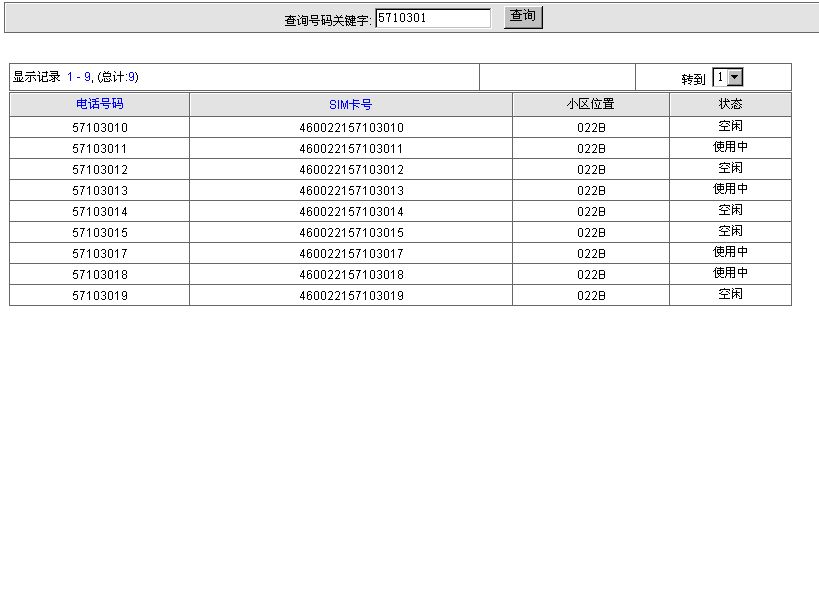 查询号码关键字: 5710301 查询
显示记录 1 - 9, (总计:9) 转到 1
电话号码 SIM卡号 小区位置 状态
57103010 460022157103010 022B 空闲
57103011 460022157103011 022B 使用中
57103012 460022157103012 022B 空闲
57103013 460022157103013 022B 使用中
57103014 460022157103014 022B 空闲
57103015 460022157103015 022B 空闲
57103017 460022157103017 022B 使用中
57103018 460022157103018 022B 使用中
57103019 460022157103019 022B 空闲